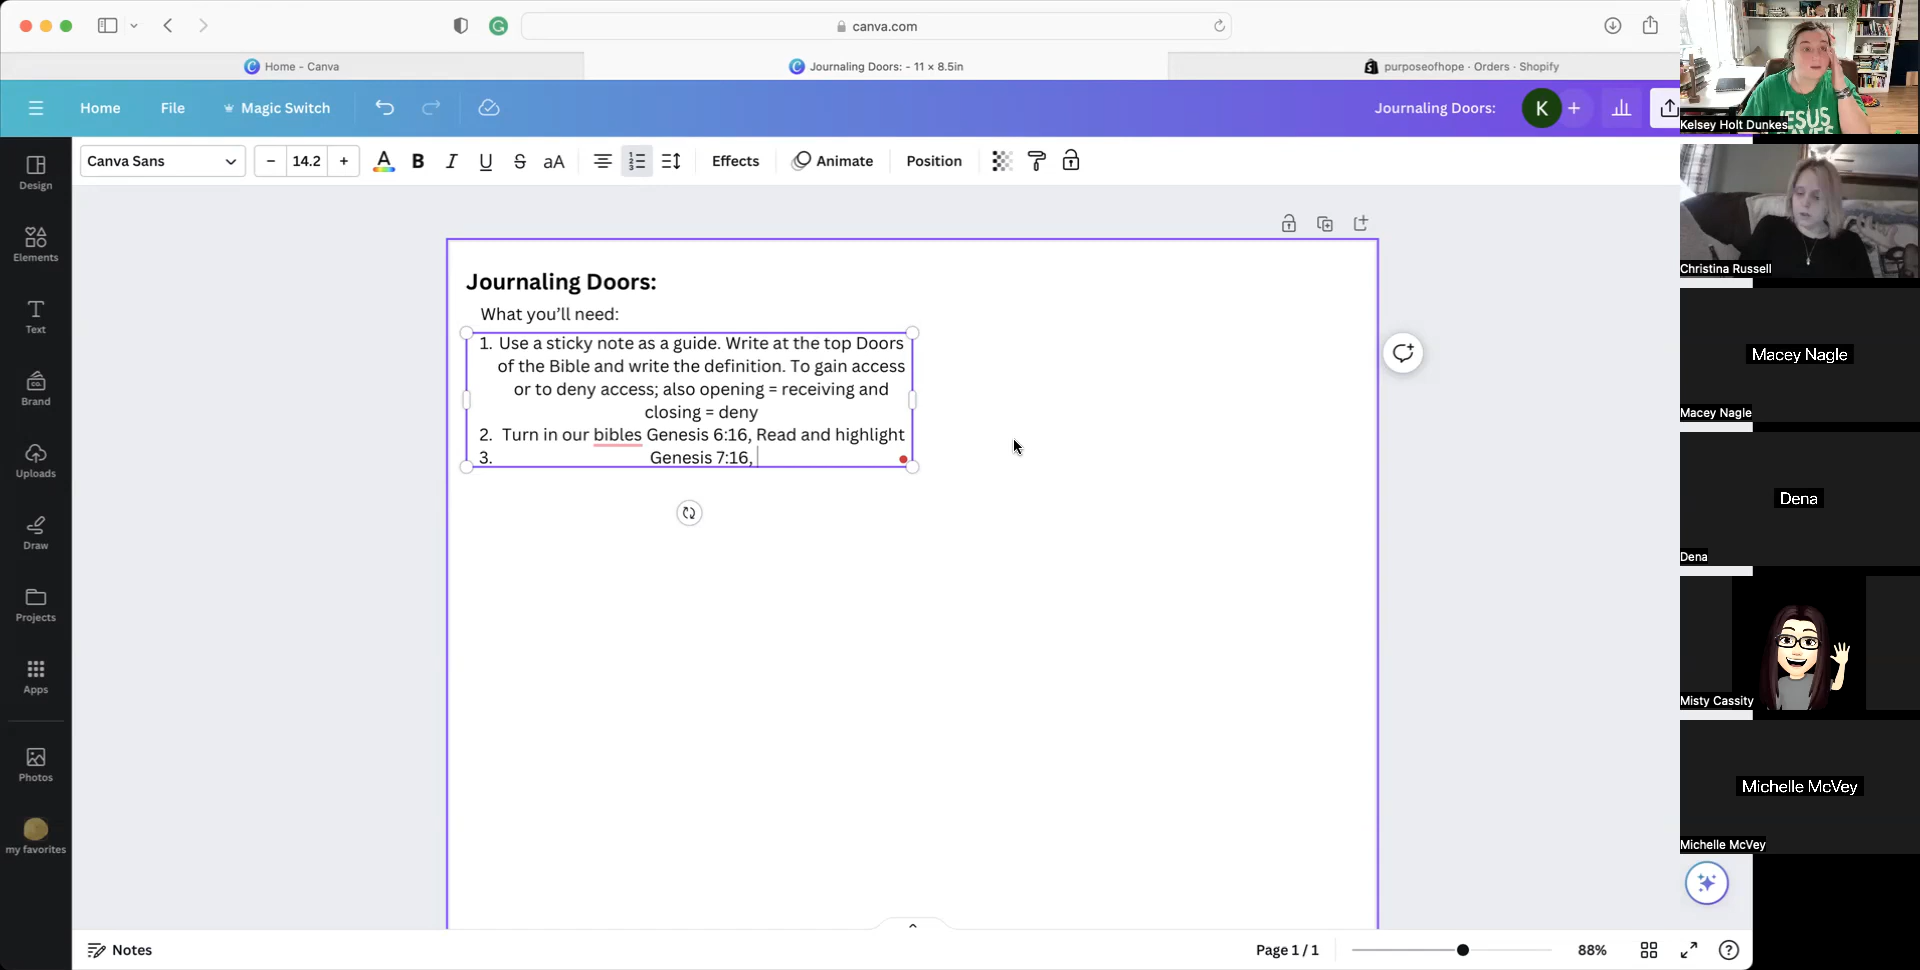 canva.com
Home - Canva
Journaling Doors: - 11 × 8.5in
purposeofhope · Orders · Shopify
Home
File
Magic Switch
Journaling Doors:
K
Canva Sans
14.2
A
B
I
U
S
aA
Effects
Animate
Position
Design
Elements
Text
Brand
Uploads
Draw
Projects
Apps
Photos
my favorites
Journaling Doors:
What you’ll need:
1. Use a sticky note as a guide. Write at the top Doors
of the Bible and write the definition. To gain access
or to deny access; also opening = receiving and
closing = deny
2. Turn in our bibles Genesis 6:16, Read and highlight
3. Genesis 7:16,
Notes
Page 1 / 1
88%
Kelsey Holt Dunkes
Christina Russell
Macey Nagle
Macey Nagle
Dena
Dena
Misty Cassity
Michelle McVey
Michelle McVey